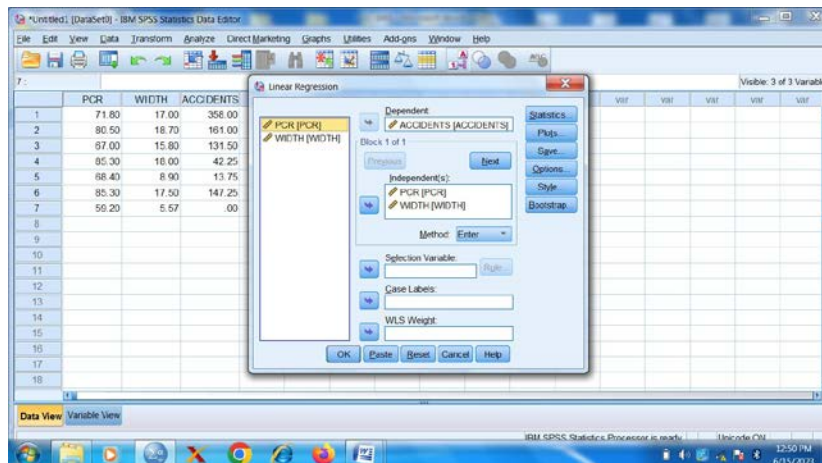 *Untitled1 [DataSet0] - IBM SPSS Statistics Data Editor
File Edit View Data Transform Analyze Direct Marketing Graphs Utilities Add-ons Window Help
7 :
Visible: 3 of 3 Variabl
PCR WIDTH ACCIDENTS var var var var var
1 71.80 17.00 358.00
2 80.50 18.70 161.00
3 67.00 15.80 131.50
4 85.30 18.00 42.25
5 68.40 8.90 13.75
6 85.30 17.50 147.25
7 59.20 5.57 .00
8
9
10
11
12
13
14
15
16
17
18
Linear Regression
PCR [PCR]
WIDTH [WIDTH]
Dependent:
ACCIDENTS [ACCIDENTS]
Block 1 of 1
Previous Next
Independent(s):
PCR [PCR]
WIDTH [WIDTH]
Method: Enter
Selection Variable:
Rule...
Case Labels:
WLS Weight:
Statistics...
Plots...
Save...
Options...
Style...
Bootstrap...
OK Paste Reset Cancel Help
Data View Variable View
IBM SPSS Statistics Processor is ready Unicode:ON
12:50 PM
6/15/2023